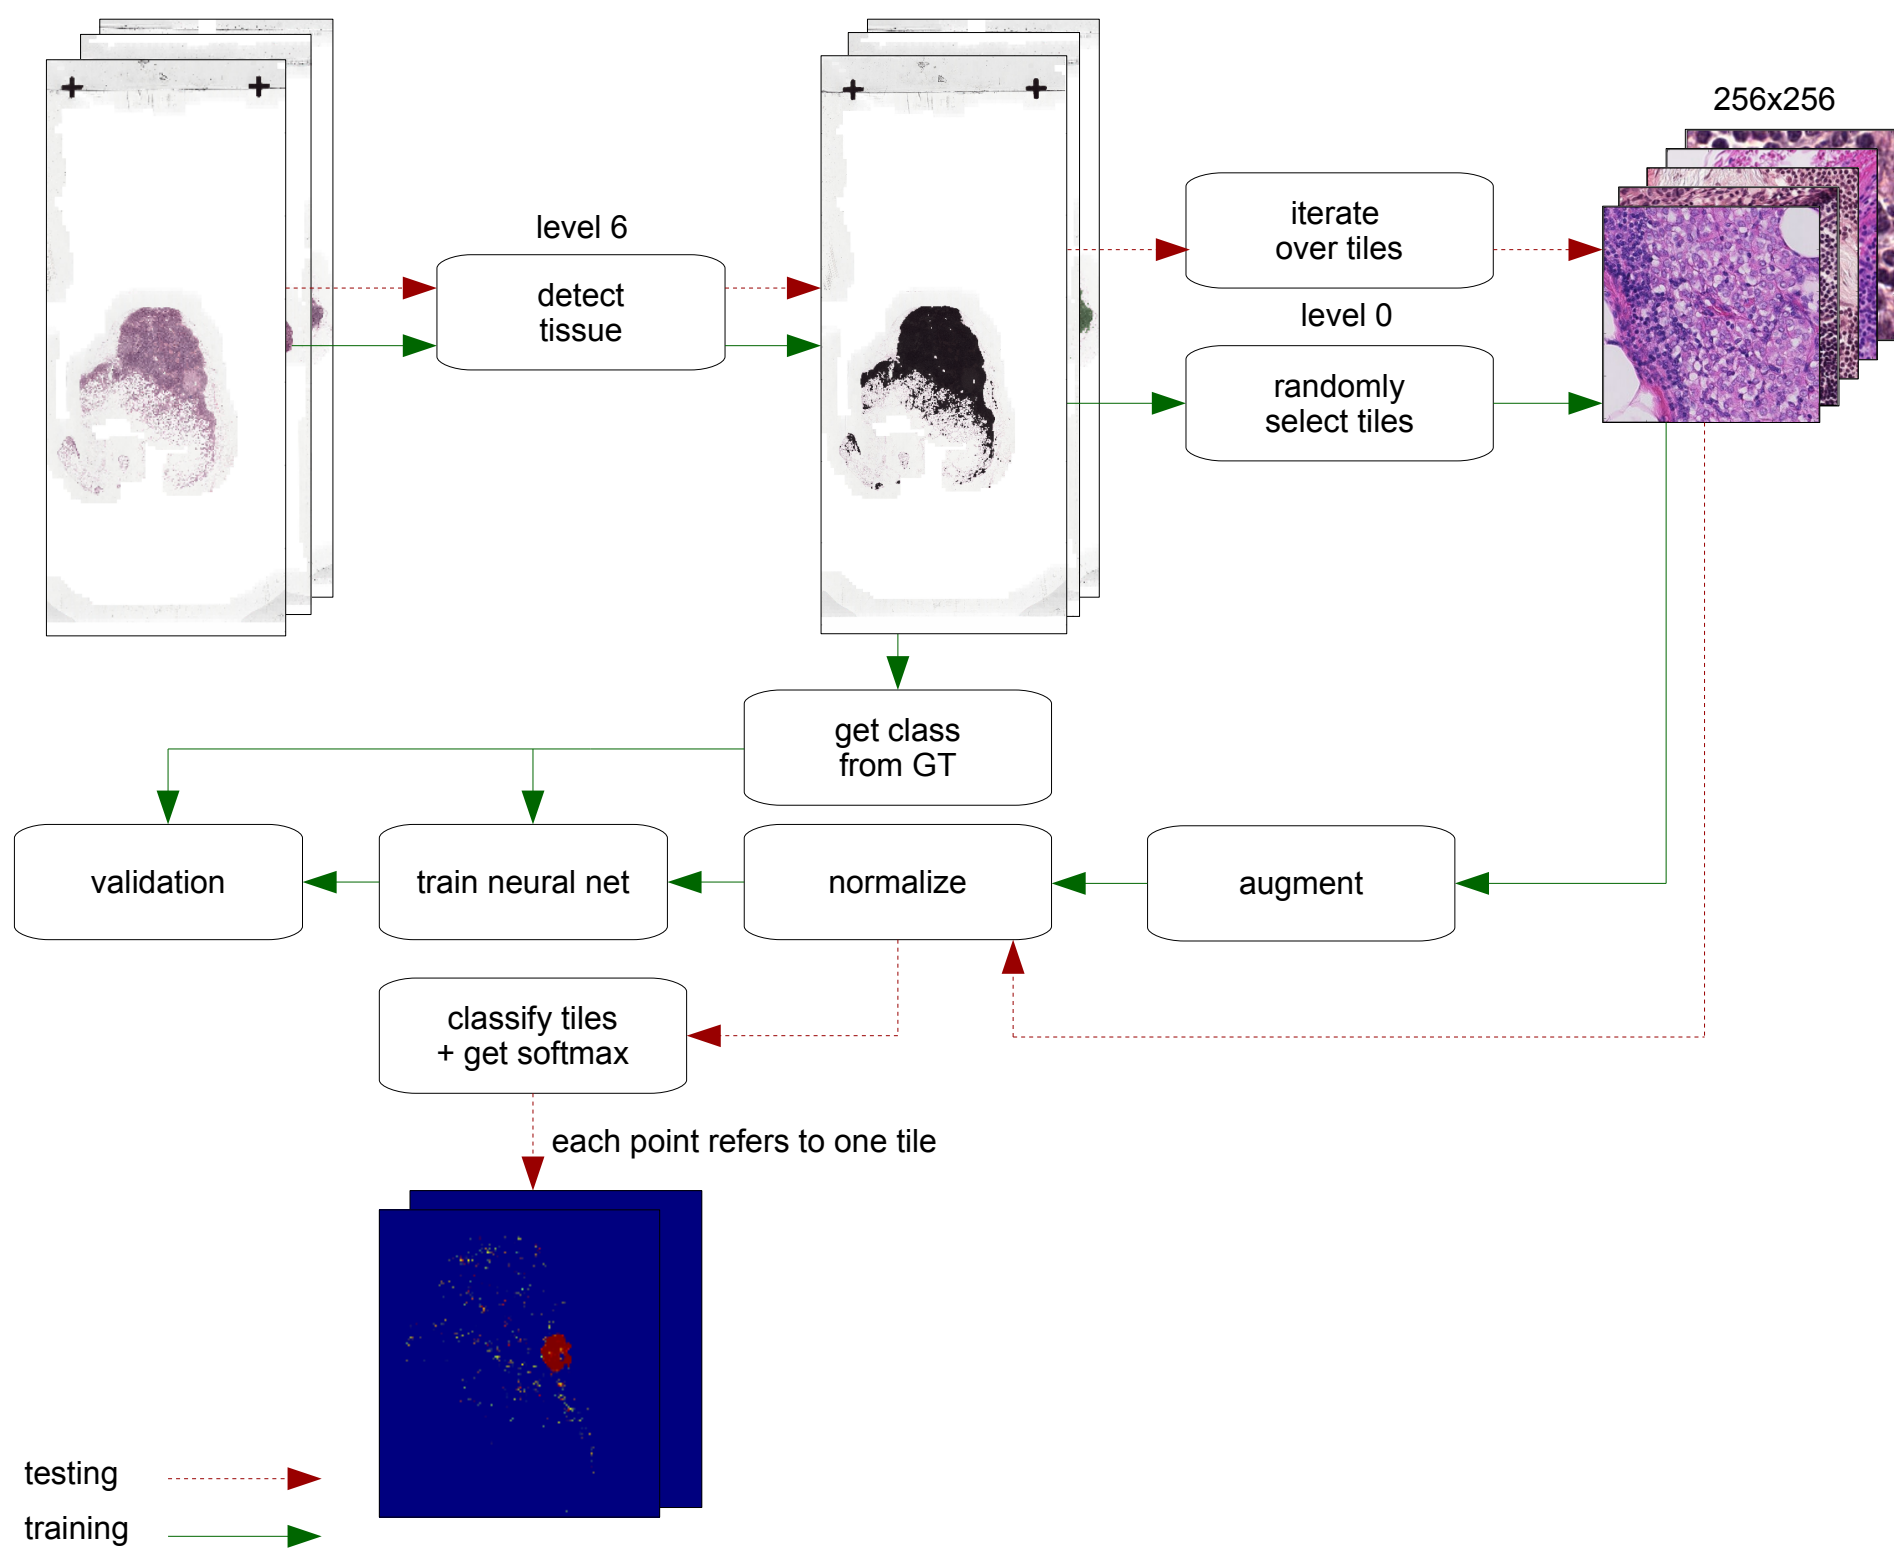 256x256
level 6
detect
tissue
iterate
over tiles
level 0
randomly
select tiles
get class
from GT
validation
train neural net
normalize
augment
classify tiles
+ get softmax
each point refers to one tile
testing
training